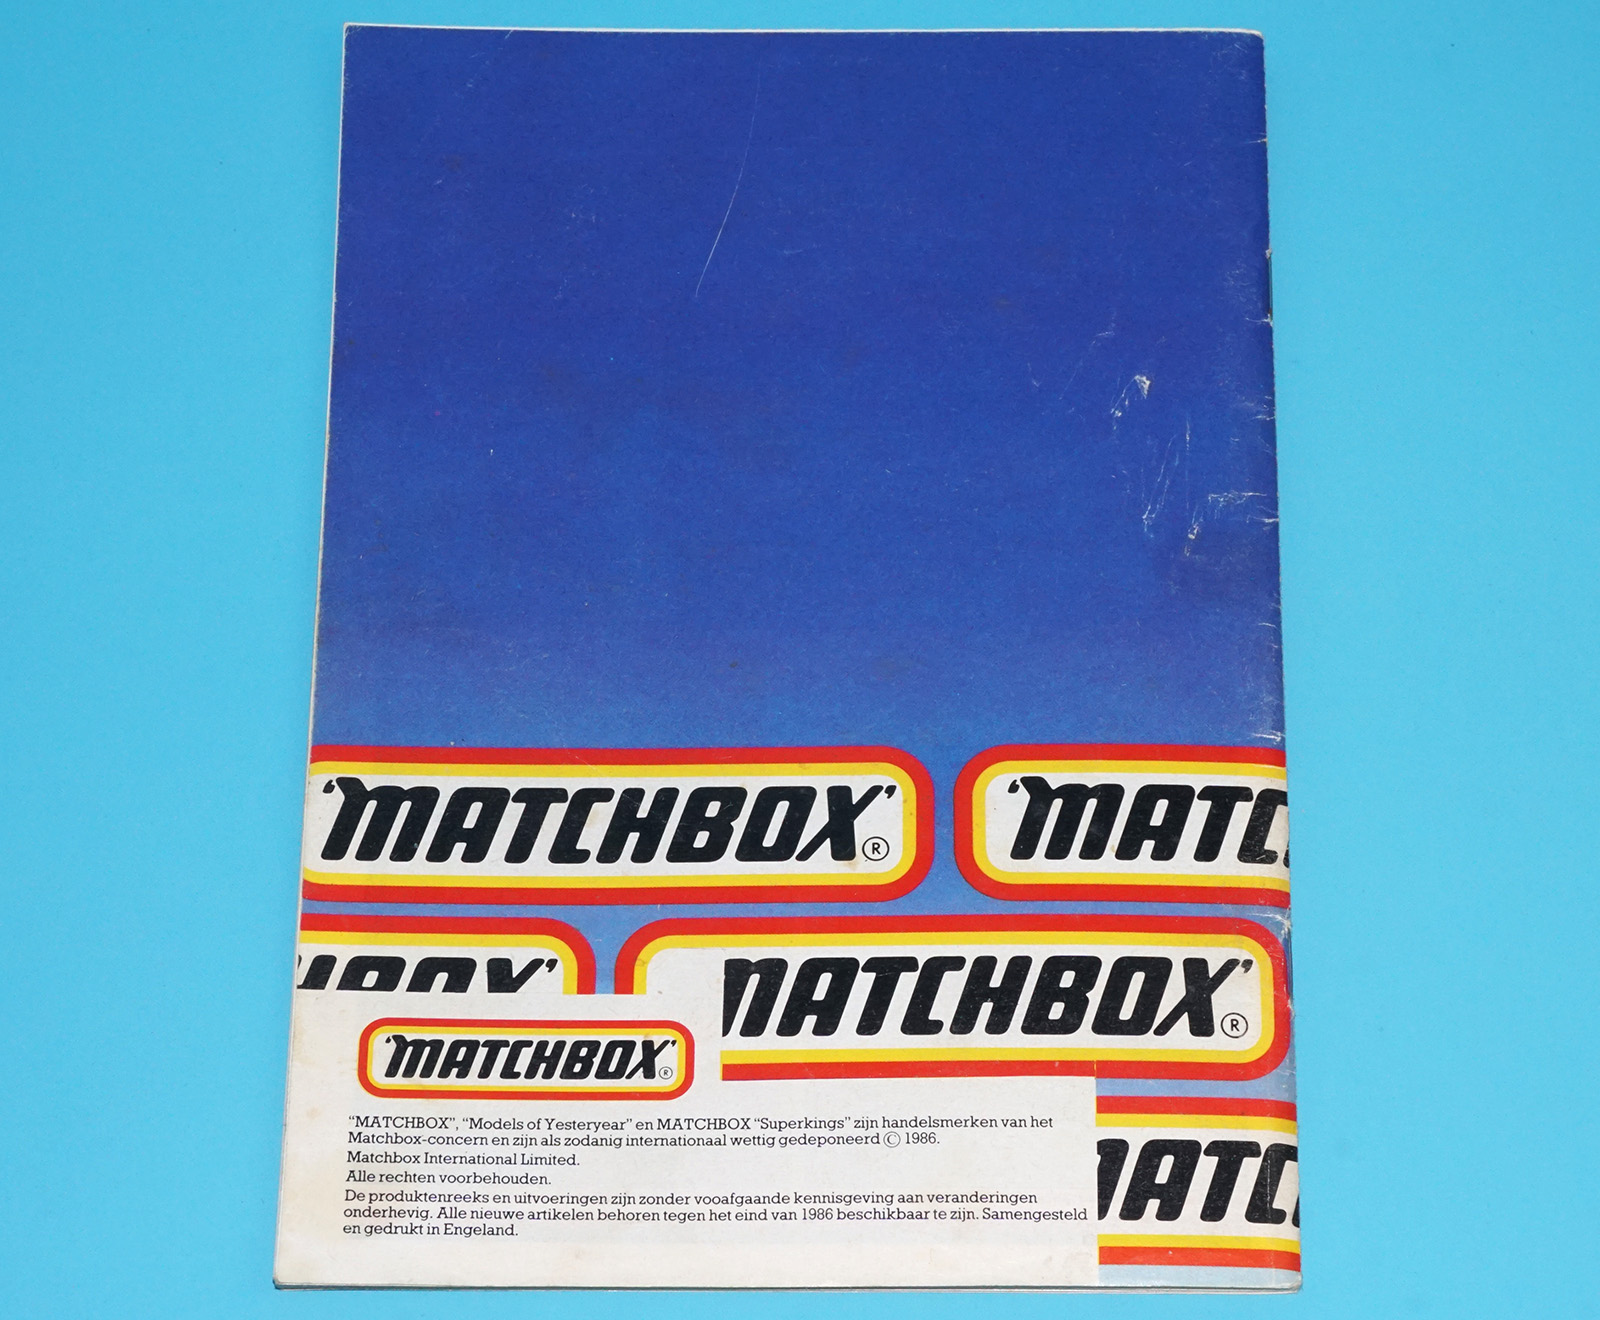 ‘MATCHBOX’®
‘MATC
HBOX’
MATCHBOX’®
‘MATCHBOX’®
MATC
“MATCHBOX”, “Models of Yesteryear” en MATCHBOX “Superkings” zijn handelsmerken van het
Matchbox-concern en zijn als zodanig internationaal wettig gedeponeerd © 1986.
Matchbox International Limited.
Alle rechten voorbehouden.
De produktenreeks en uitvoeringen zijn zonder vooafgaande kennisgeving aan veranderingen
onderhevig. Alle nieuwe artikelen behoren tegen het eind van 1986 beschikbaar te zijn. Samengesteld
en gedrukt in Engeland.